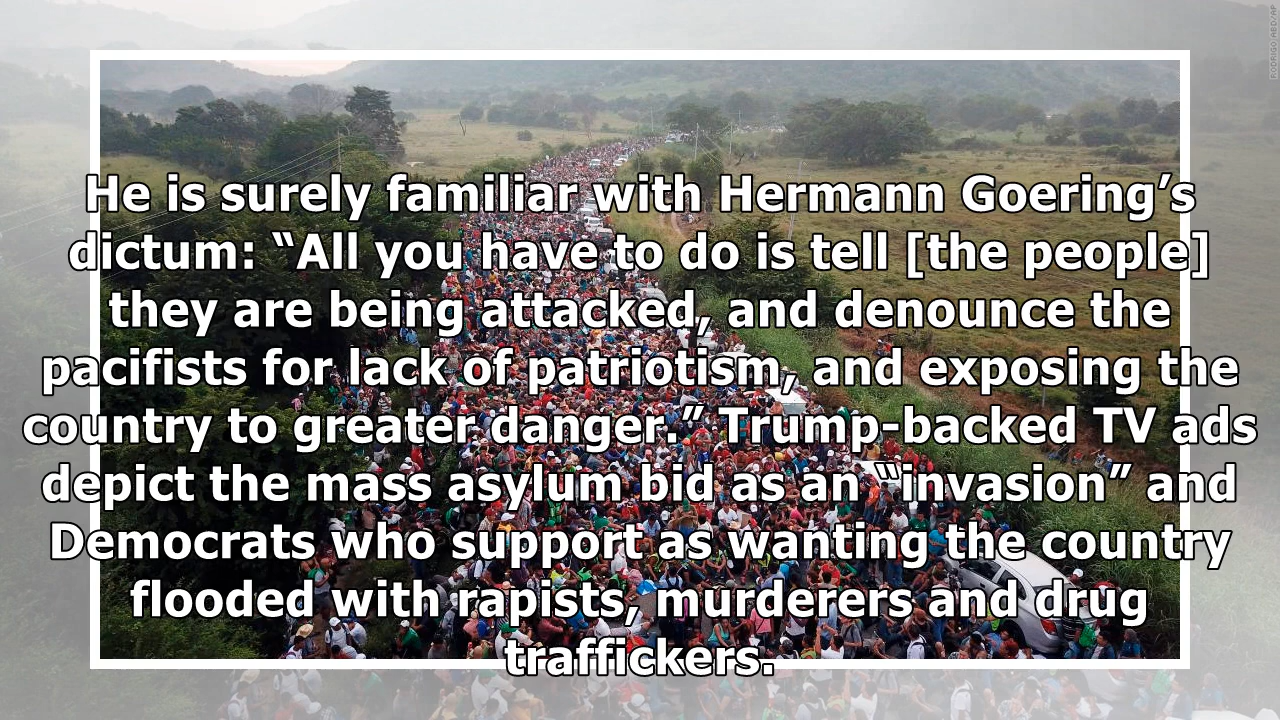 He is surely familiar with Hermann Goering’s
dictum: “All you have to do is tell [the people]
they are being attacked, and denounce the
pacifists for lack of patriotism, and exposing the
country to greater danger.” Trump-backed TV ads
depict the mass asylum bid as an “invasion” and
Democrats who support as wanting the country
flooded with rapists, murderers and drug
traffickers.
RODRIGO ABD/AP